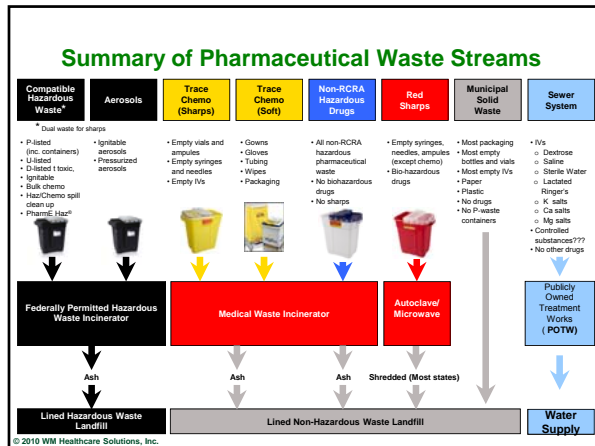 Summary of Pharmaceutical Waste Streams
Compatible
Hazardous
Waste*
Aerosols
Trace
Chemo
(Sharps)
Trace
Chemo
(Soft)
Non-RCRA
Hazardous
Drugs
Red
Sharps
Municipal
Solid
Waste
Sewer
System
* Dual waste for sharps
• P-listed
(inc. containers)
• U-listed
• D-listed t toxic,
• Ignitable
• Bulk chemo
• Haz/Chemo spill
clean up
• PharmE Haz®
• Ignitable
aerosols
• Pressurized
aerosols
• Empty vials and
ampules
• Empty syringes
and needles
• Empty IVs
• Gowns
• Gloves
• Tubing
• Wipes
• Packaging
• All non-RCRA
hazardous
pharmaceutical
waste
• No biohazardous
drugs
• No sharps
• Empty syringes,
needles, ampules
(except chemo)
• Bio-hazardous
drugs
• Most packaging
• Most empty
bottles and vials
• Most empty IVs
• Paper
• Plastic
• No drugs
• No P-waste
containers
• IVs
o Dextrose
o Saline
o Sterile Water
o Lactated
Ringer's
o K salts
o Ca salts
o Mg salts
• Controlled
substances???
• No other drugs
Federally Permitted Hazardous
Waste Incinerator
Medical Waste Incinerator
Autoclave/
Microwave
Publicly
Owned
Treatment
Works
( POTW)
Ash
Ash
Ash
Shredded (Most states)
Lined Hazardous Waste
Landfill
Lined Non-Hazardous Waste Landfill
Water
Supply
© 2010 WM Healthcare Solutions, Inc.